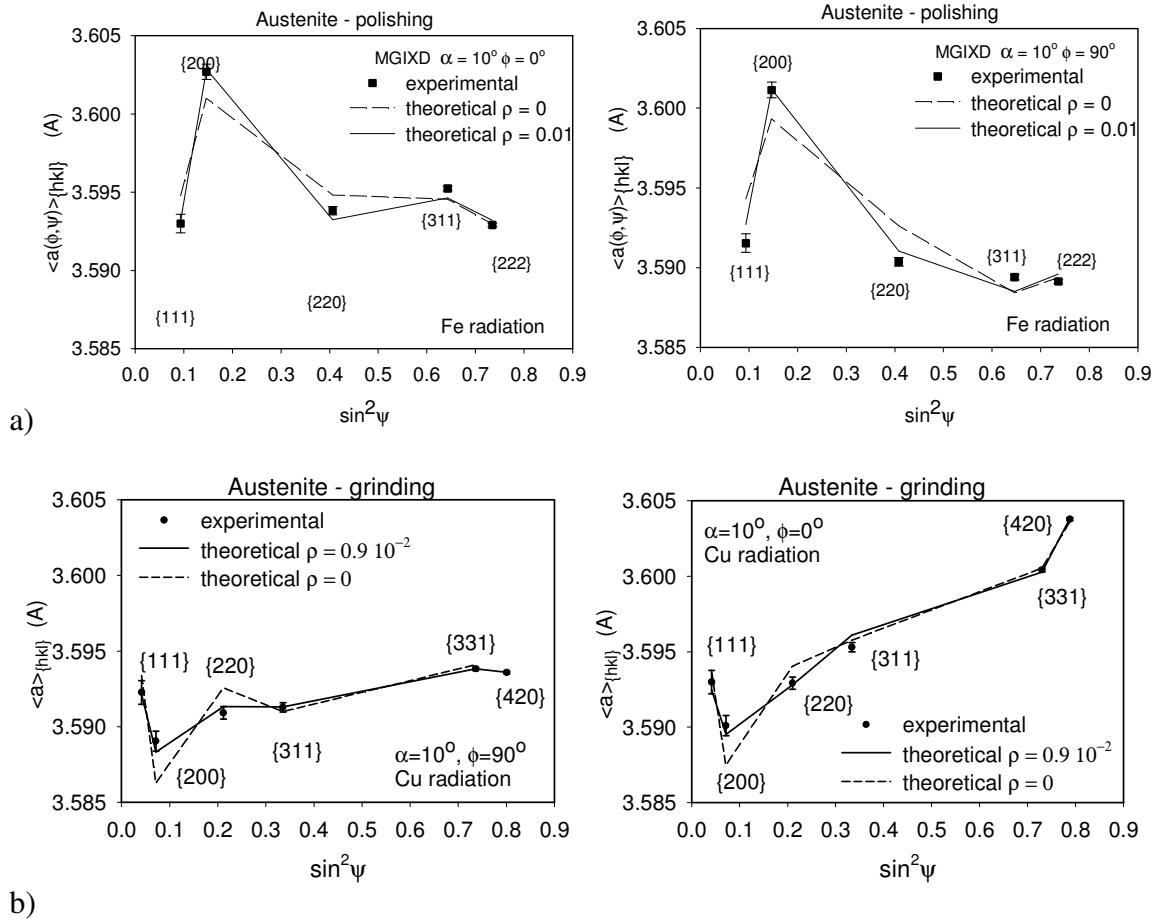 Austenite - polishing
3.605
3.600
3.595
3.590
3.585
<a(ϕ,ψ)>{hkl} (A)
MGIXD α = 10° ϕ = 0°
experimental
theoretical ρ = 0
theoretical ρ = 0.01
{200}
{111}
{220}
{311}
{222}
Fe radiation
0.0 0.1 0.2 0.3 0.4 0.5 0.6 0.7 0.8 0.9
sin²ψ
Austenite - polishing
3.605
3.600
3.595
3.590
3.585
<a(ϕ,ψ)>{hkl} (A)
MGIXD α = 10° ϕ = 90°
experimental
theoretical ρ = 0
theoretical ρ = 0.01
{200}
{111}
{220}
{311}
{222}
Fe radiation
0.0 0.1 0.2 0.3 0.4 0.5 0.6 0.7 0.8 0.9
sin²ψ
a)
Austenite - grinding
3.605
3.600
3.595
3.590
3.585
<a>{hkl} (A)
experimental
theoretical ρ = 0.9 10⁻²
theoretical ρ = 0
{111}
{220}
{331}
{200}
{311}
{420}
α=10°, ϕ=90°
Cu radiation
0.0 0.1 0.2 0.3 0.4 0.5 0.6 0.7 0.8 0.9
sin²ψ
Austenite - grinding
3.605
3.600
3.595
3.590
3.585
<a>{hkl} (A)
α=10°, ϕ=0°
Cu radiation
{420}
{331}
{111}
{311}
{220}
{200}
experimental
theoretical ρ = 0.9 10⁻²
theoretical ρ = 0
0.0 0.1 0.2 0.3 0.4 0.5 0.6 0.7 0.8 0.9
sin²ψ
b)